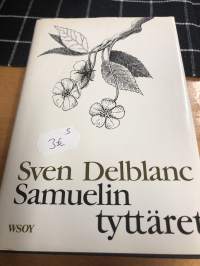 S
3€
Sven Delblanc
Samuelin
tyttäret
WSOY